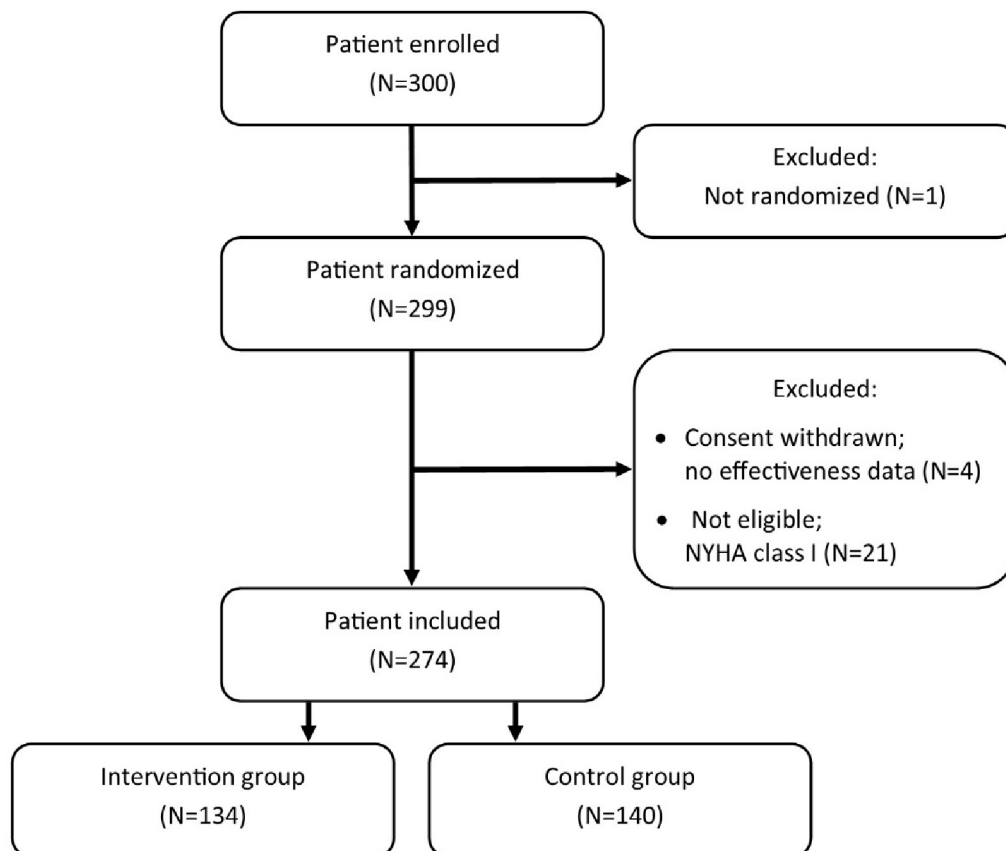 Patient enrolled
(N=300)
Excluded:
Not randomized (N=1)
Patient randomized
(N=299)
Excluded:
• Consent withdrawn;
no effectiveness data (N=4)
• Not eligible;
NYHA class I (N=21)
Patient included
(N=274)
Intervention group
(N=134)
Control group
(N=140)